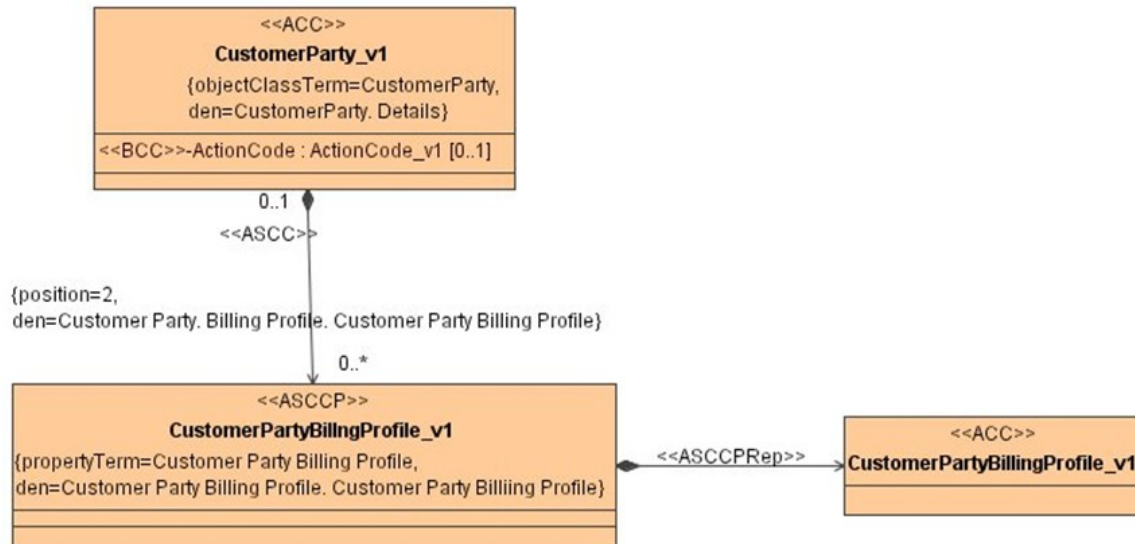 <<ACC>>
CustomerParty_v1
{objectClassTerm=CustomerParty,
den=CustomerParty. Details}
<<BCC>>-ActionCode : ActionCode_v1 [0..1]
0..1
<<ASCC>>
{position=2,
den=Customer Party. Billing Profile. Customer Party Billing Profile}
0..*
<<ASCCP>>
CustomerPartyBillngProfile_v1
{propertyTerm=Customer Party Billing Profile,
den=Customer Party Billing Profile. Customer Party Billiing Profile}
<<ASCCPRep>>
<<ACC>>
CustomerPartyBillingProfile_v1